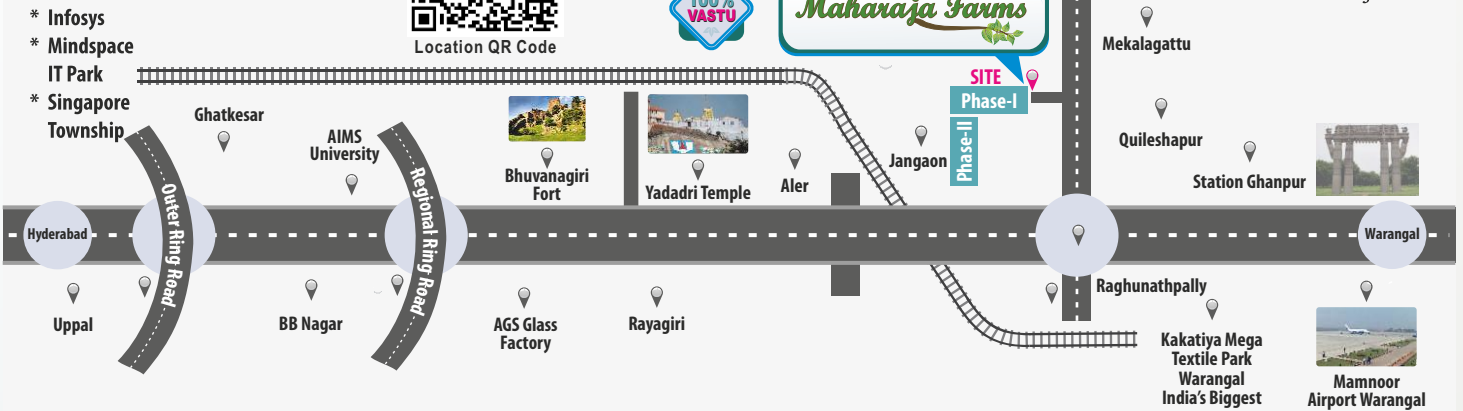 * Infosys
* Mindspace
IT Park
* Singapore
Township
Location QR Code
100%
VASTU
Maharaja Farms
Mekalagattu
SITE
Phase-I
Phase-II
Ghatkesar
AIMS
University
Bhuvanagiri
Fort
Yadadri Temple
Aler
Jangaon
Quileshapur
Station Ghanpur
Hyderabad
Outer Ring Road
Regional Ring Road
Warangal
Uppal
BB Nagar
AGS Glass
Factory
Rayagiri
Raghunathpally
Kakatiya Mega
Textile Park
Warangal
India's Biggest
Mamnoor
Airport Warangal